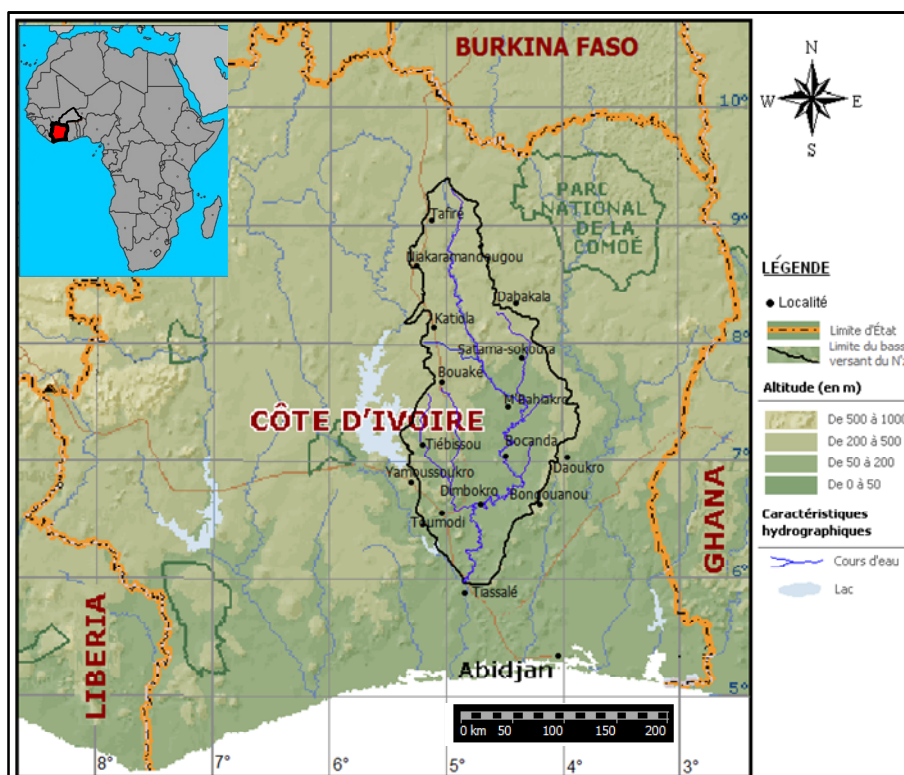 BURKINA FASO
N
W
E
S
10°
PARC
NATIONAL
DE LA
COMOÉ
9°
Tafiré
Niakaramandougou
LÉGENDE
Dabakala
Localité
Katiola
Limite d'État
8°
Satama-sokoura
Limite du bass
versant du N'z
Bouaké
Altitude (en m)
M'Bahiakro
CÔTE D'IVOIRE
De 500 à 1000
De 200 à 500
Tiébissou
Bocanda
De 50 à 200
7°
Daoukro
Yamoussoukro
De 0 à 50
Dimbokro
Bongouanou
GHANA
Caractéristiques
hydrographiques
Toumodi
Cours d'eau
6°
Tiassalé
Lac
LIBERIA
Abidjan
5°
0 km
50
100
150
200
8°
7°
6°
5°
4°
3°